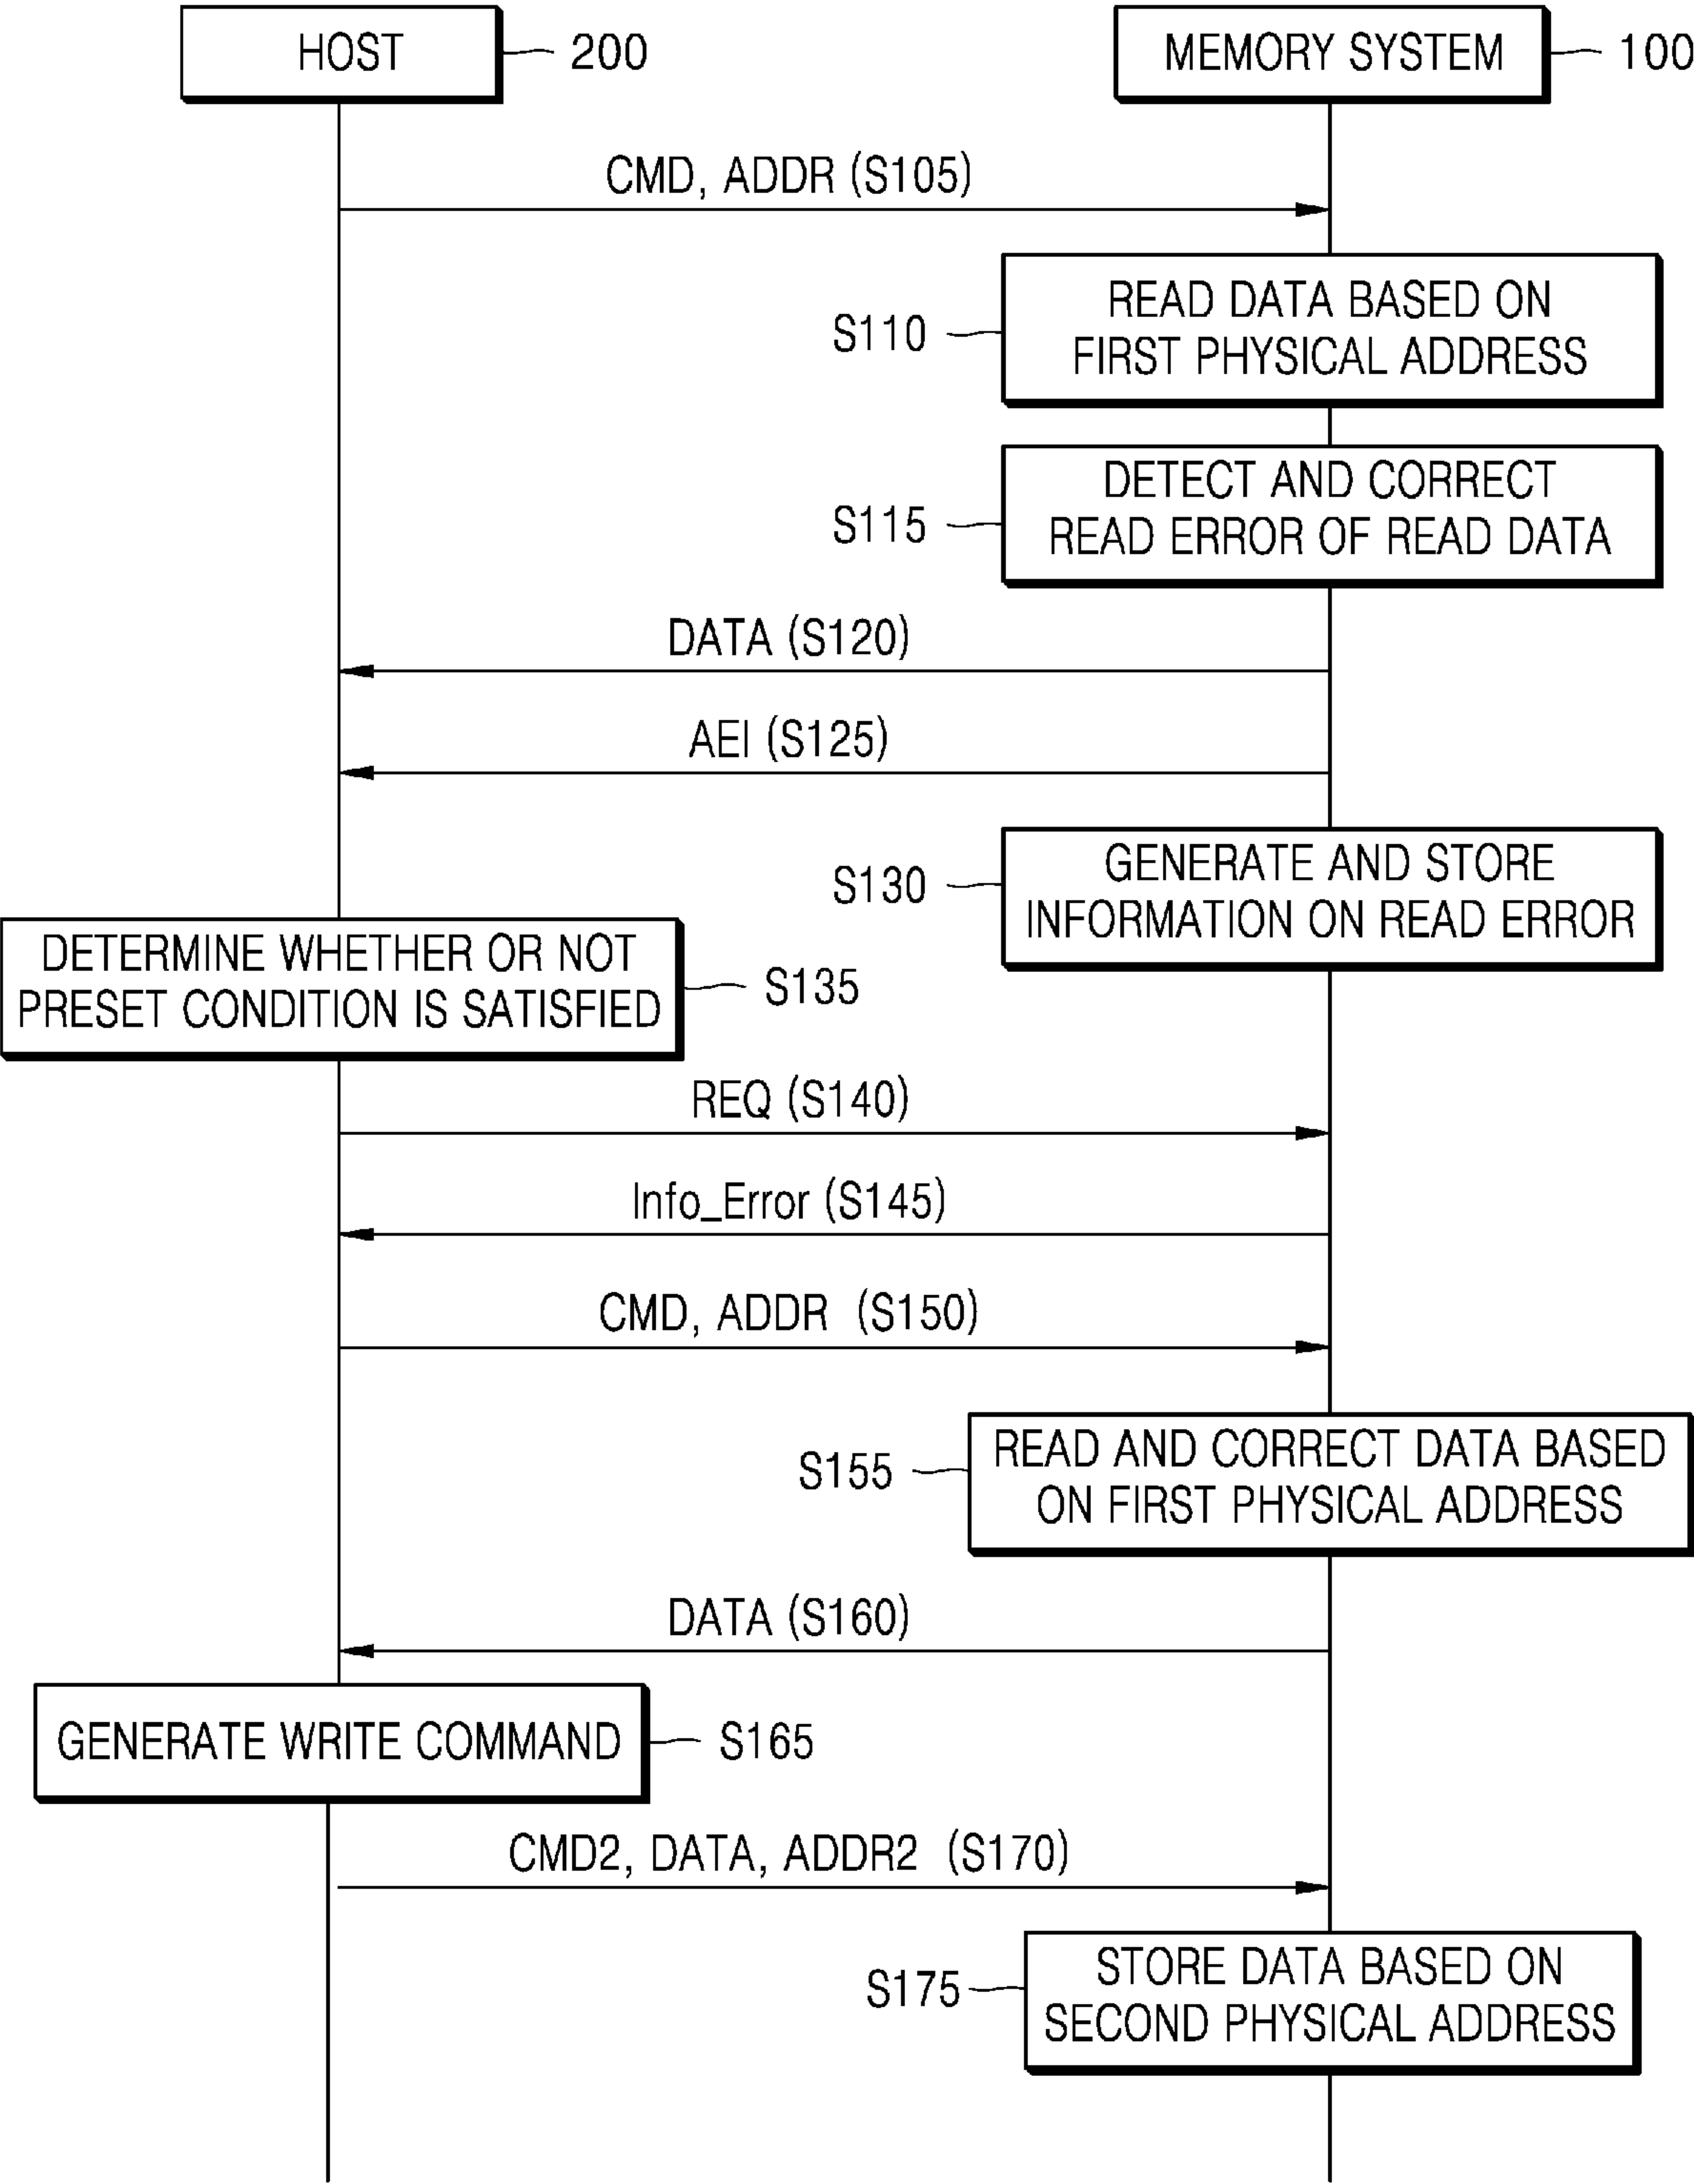 HOST
200
MEMORY SYSTEM
100
CMD, ADDR (S105)
S110
READ DATA BASED ON
FIRST PHYSICAL ADDRESS
S115
DETECT AND CORRECT
READ ERROR OF READ DATA
DATA (S120)
AEI (S125)
S130
GENERATE AND STORE
INFORMATION ON READ ERROR
DETERMINE WHETHER OR NOT
PRESET CONDITION IS SATISFIED
S135
REQ (S140)
Info_Error (S145)
CMD, ADDR (S150)
S155
READ AND CORRECT DATA BASED
ON FIRST PHYSICAL ADDRESS
DATA (S160)
GENERATE WRITE COMMAND
S165
CMD2, DATA, ADDR2 (S170)
S175
STORE DATA BASED ON
SECOND PHYSICAL ADDRESS